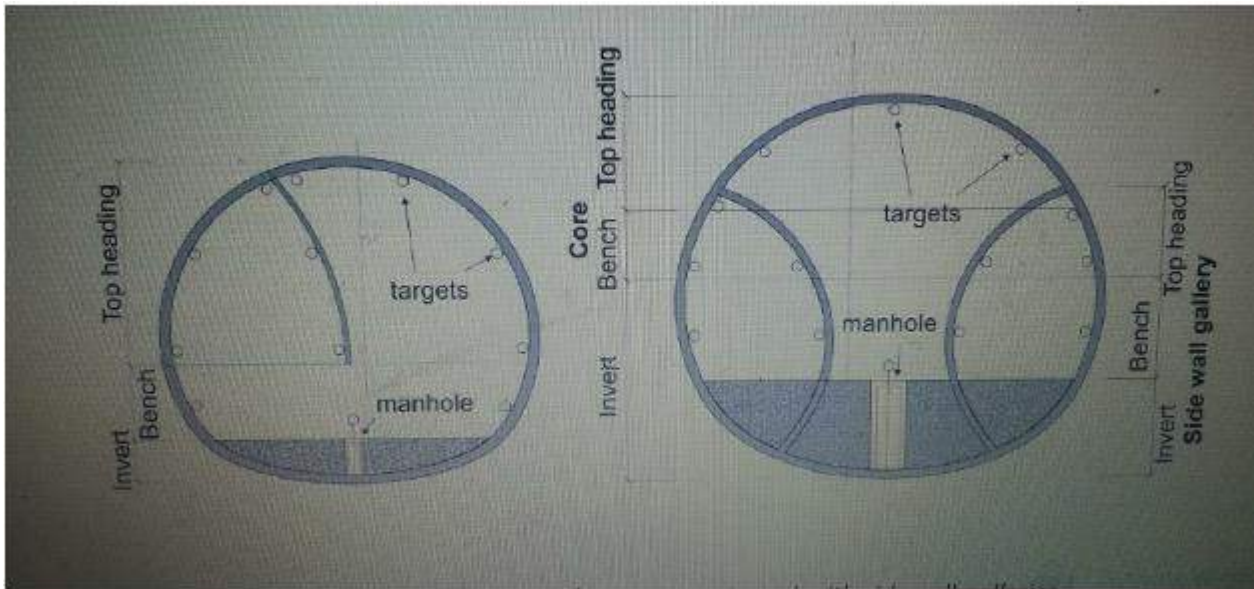 Top heading
Bench
Invert
targets
manhole
Core
Top heading
Bench
Invert
targets
manhole
Top heading
Bench
Invert
Side wall gallery